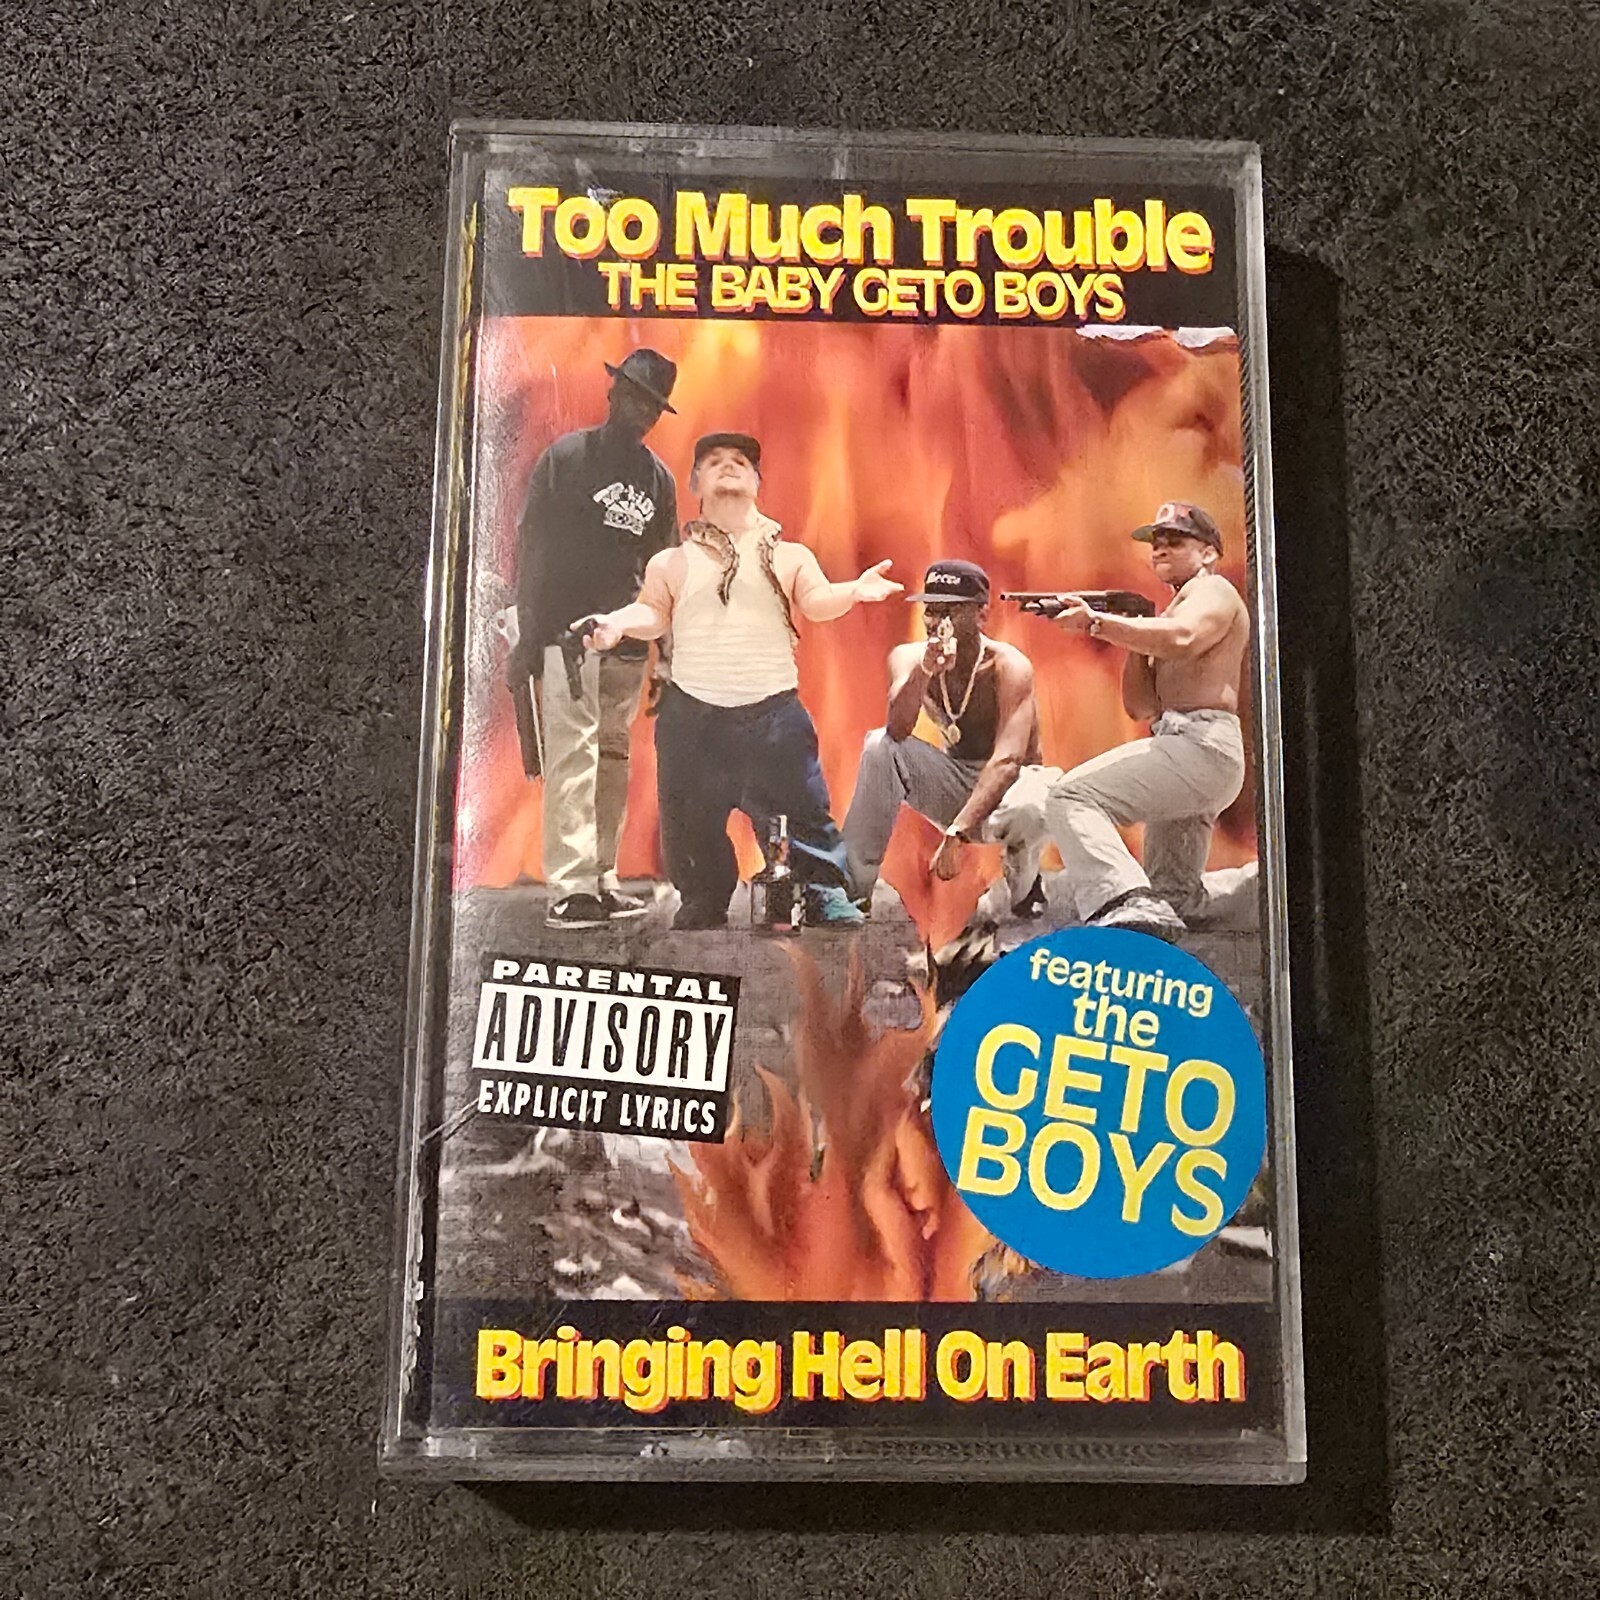 Too Much Trouble
THE BABY GETO BOYS
PARENTAL
ADVISORY
EXPLICIT LYRICS
featuring
the
GETO
BOYS
Bringing Hell On Earth